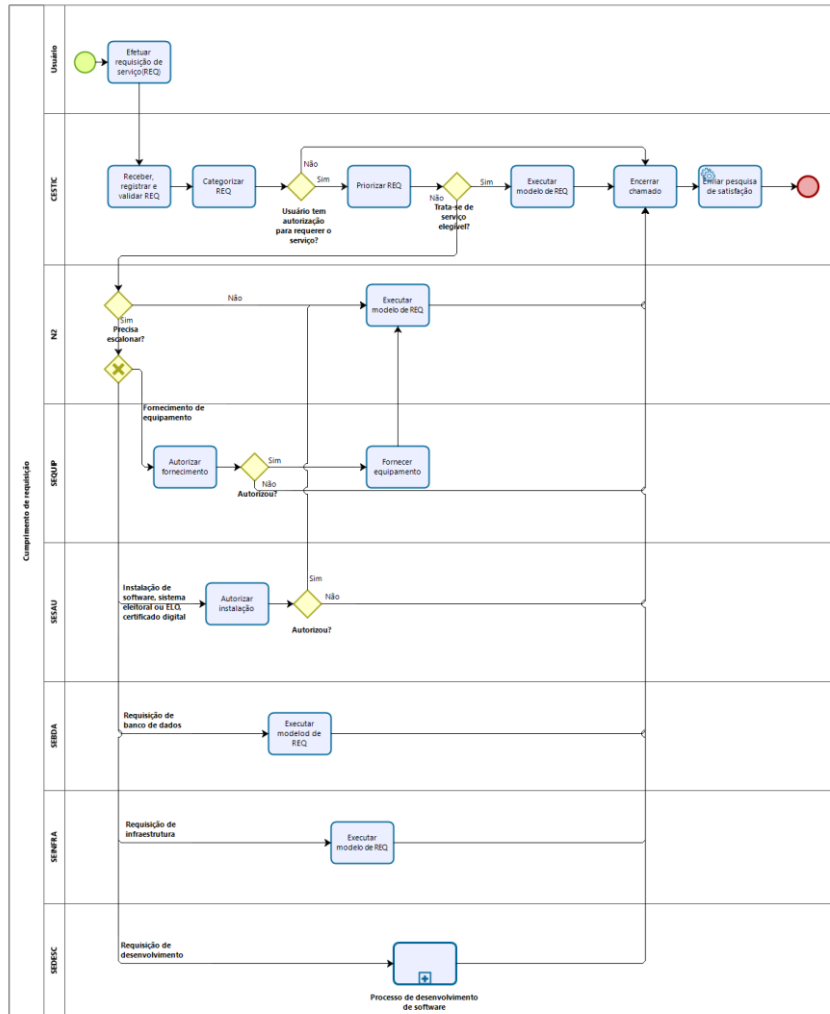 Cumprimento de requisição
Usuário
Efetuar
requisição de
serviço(REQ)
CESTIC
Receber,
registrar e
validar REQ
Categorizar
REQ
Não
Sim
Usuário tem
autorização
para requerer o
serviço?
Priorizar REQ
Sim
Não
Trata-se de
serviço
elegível?
Executar
modelo de REQ
Encerrar
chamado
Enviar pesquisa
de satisfação
N2
Não
Sim
Precisa
escalonar?
Executar
modelo de REQ
Fornecimento de
equipamento
SEQUIP
Autorizar
fornecimento
Sim
Não
Autorizou?
Fornecer
equipamento
SESAU
Instalação de
software, sistema
eleitoral ou ELO,
certificado digital
Autorizar
instalação
Sim
Não
Autorizou?
SEBDA
Requisição de
banco de dados
Executar
modelod de
REQ
SEINFRA
Requisição de
infraestrutura
Executar
modelo de REQ
SEDESC
Requisição de
desenvolvimento
Processo de desenvolvimento
de software